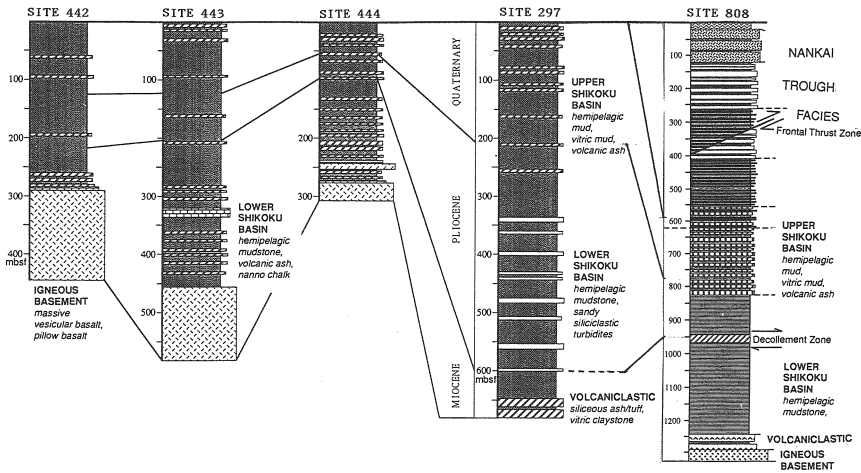 SITE 442
SITE 443
SITE 444
SITE 297
SITE 808
100
200
300
400
mbsf
IGNEOUS
BASEMENT
massive
vesicular basalt,
pillow basalt
100
200
300
400
500
LOWER
SHIKOKU
BASIN
hemipelagic
mudstone,
volcanic ash,
nanno chalk
100
200
300
QUATERNARY
PLIOCENE
MIOCENE
100
200
300
400
500
600
mbsf
UPPER
SHIKOKU
BASIN
hemipelagic
mud,
vitric mud,
volcanic ash
LOWER
SHIKOKU
BASIN
hemipelagic
mudstone,
sandy
siliciclastic
turbidites
VOLCANICLASTIC
siliceous ash/tuff,
vitric claystone
100
200
300
400
500
600
700
800
900
1000
1100
1200
NANKAI
TROUGH
FACIES
Frontal Thrust Zone
UPPER
SHIKOKU
BASIN
hemipelagic
mud,
vitric mud,
volcanic ash
Decollement Zone
LOWER
SHIKOKU
BASIN
hemipelagic
mudstone,
VOLCANICLASTIC
IGNEOUS
BASEMENT